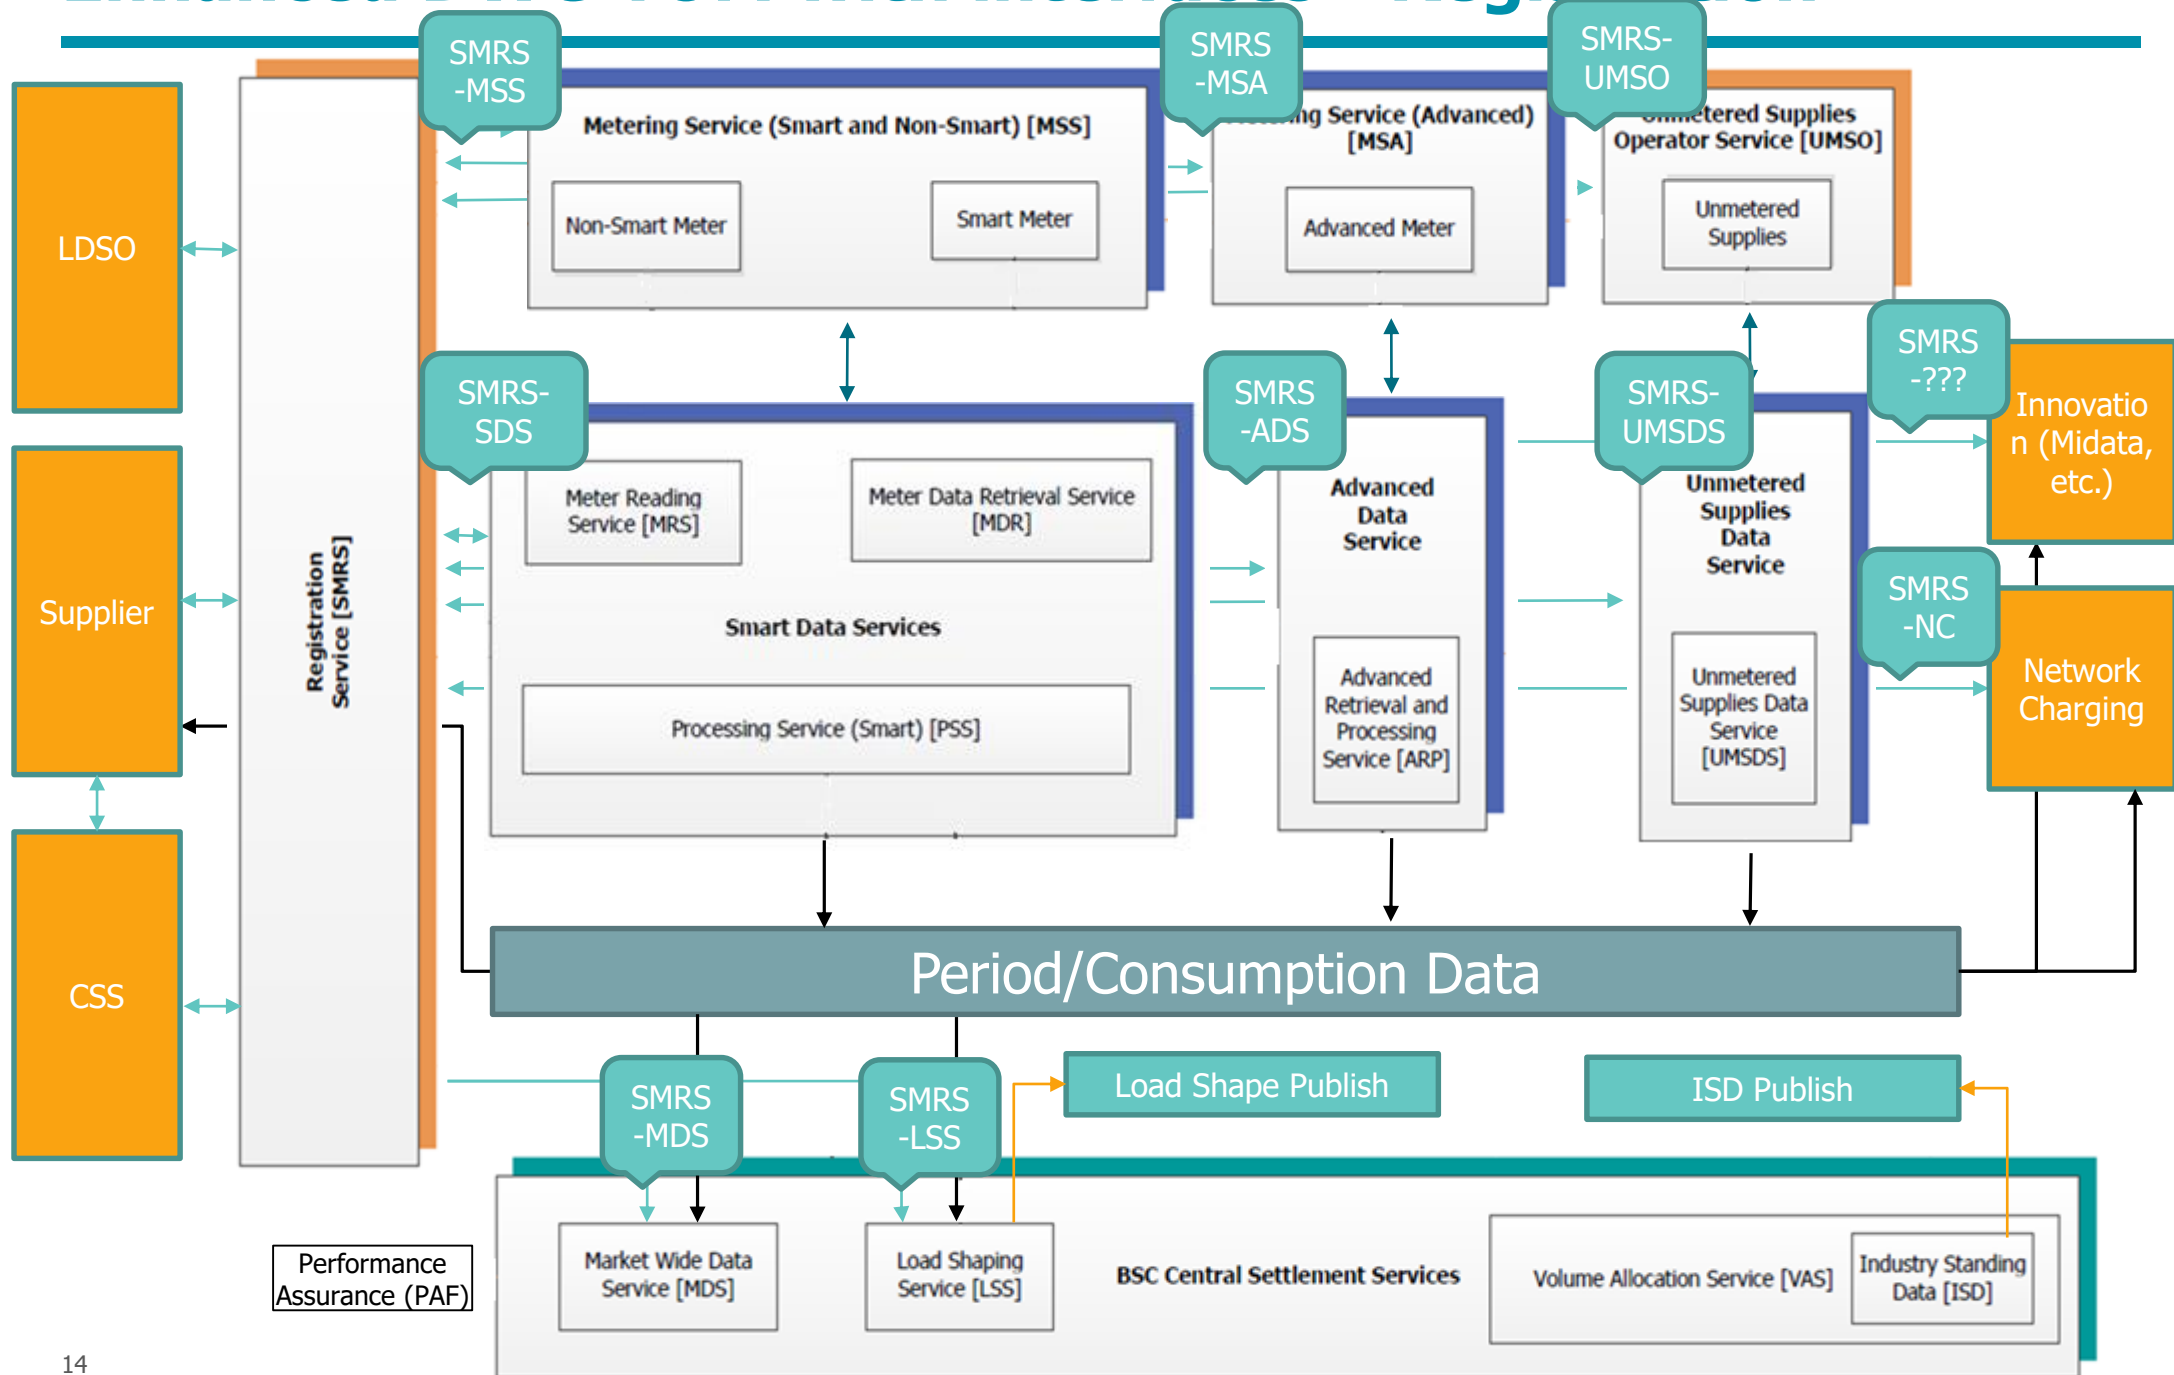 SMRS
-MSS
SMRS
-MSA
SMRS-
UMSO
LDSO
Supplier
CSS
Registration
Service [SMRS]
Metering Service (Smart and Non-Smart) [MSS]
Non-Smart Meter
Smart Meter
Service (Advanced)
[MSA]
Advanced Meter
Supplies
Operator Service [UMSO]
Unmetered
Supplies
SMRS-
SDS
SMRS
-ADS
SMRS-
UMSDS
SMRS
-???
Innovatio
n (Midata,
etc.)
Meter Reading
Service [MRS]
Meter Data Retrieval Service
[MDR]
Smart Data Services
Processing Service (Smart) [PSS]
Advanced
Data
Service
Advanced
Retrieval and
Processing
Service [ARP]
Unmetered
Supplies
Data
Service
Unmetered
Supplies Data
Service
[UMSDS]
SMRS
-NC
Network
Charging
Period/Consumption Data
SMRS
-MDS
SMRS
-LSS
Load Shape Publish
ISD Publish
Performance
Assurance (PAF)
Market Wide Data
Service [MDS]
Load Shaping
Service [LSS]
BSC Central Settlement Services
Volume Allocation Service [VAS]
Industry Standing
Data [ISD]
14